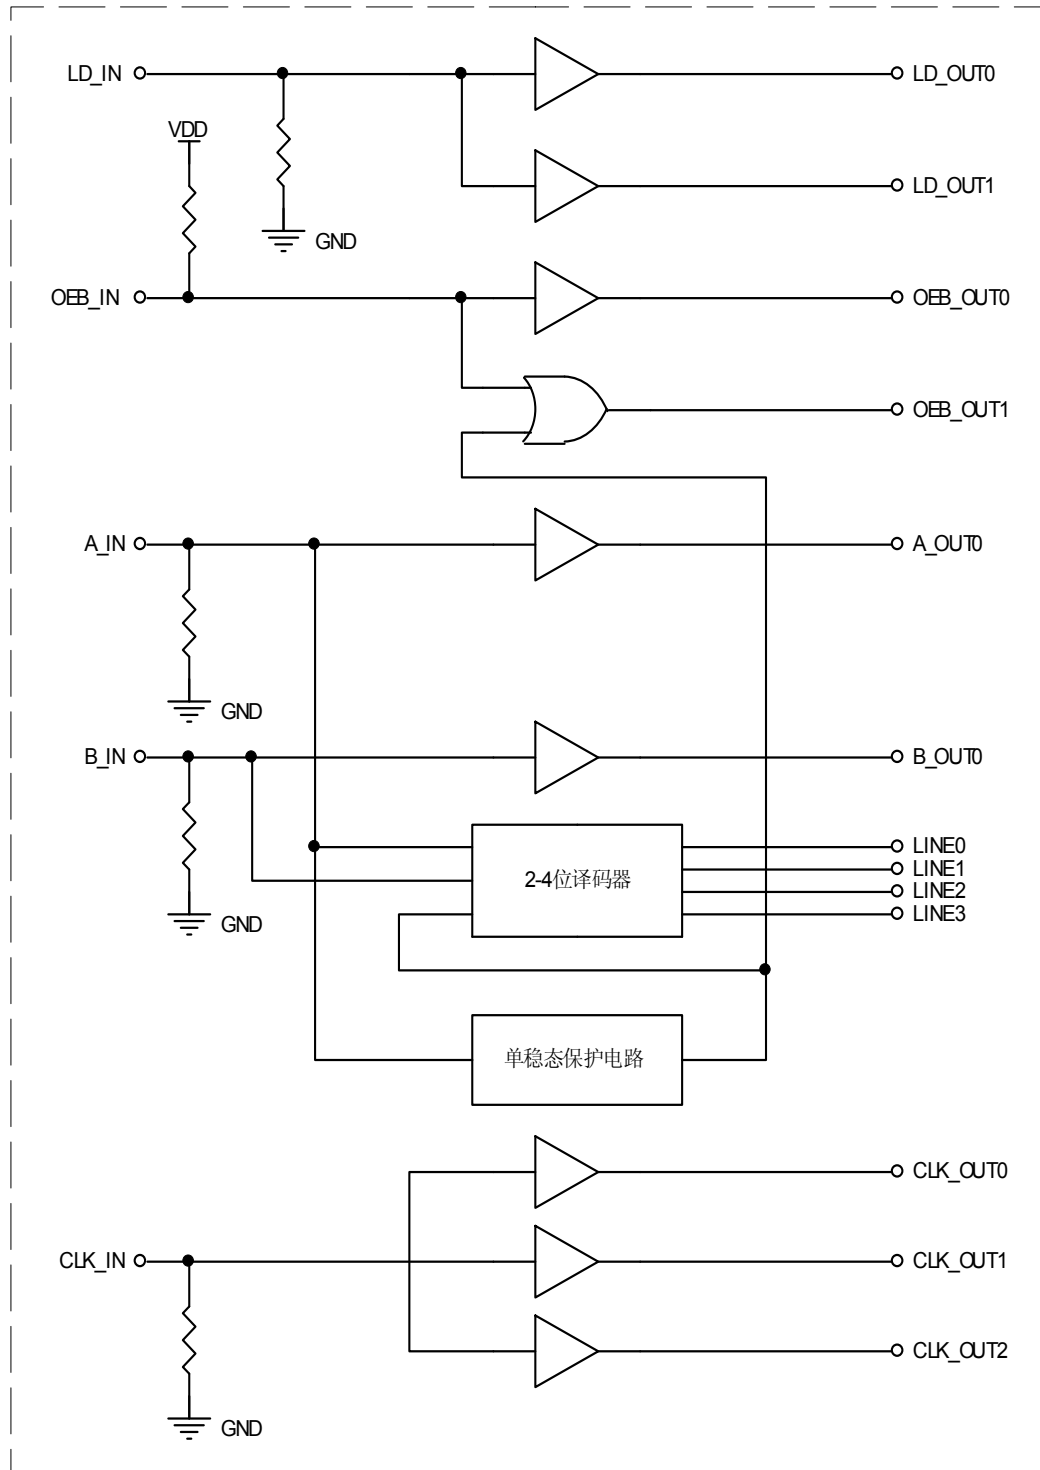 LD_IN
LD_OUT0
VDD
LD_OUT1
GND
OEB_IN
OEB_OUT0
OEB_OUT1
A_IN
A_OUT0
GND
B_IN
B_OUT0
LINE0
LINE1
2-4位译码器
LINE2
LINE3
GND
单稳态保护电路
CLK_OUT0
CLK_IN
CLK_OUT1
CLK_OUT2
GND